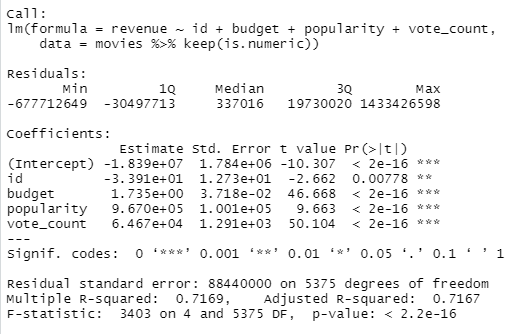 Call:
lm(formula = revenue ~ id + budget + popularity + vote_count,
    data = movies %>% keep(is.numeric))
Residuals:
       Min         1Q     Median         3Q        Max
-677712649  -30497713     337016   19730020 1433426598
Coefficients:
              Estimate Std. Error t value Pr(>|t|)
(Intercept) -1.839e+07  1.784e+06 -10.307  < 2e-16 ***
id          -3.391e+01  1.273e+01  -2.662  0.00778 **
budget       1.735e+00  3.718e-02  46.668  < 2e-16 ***
popularity   9.670e+05  1.001e+05   9.663  < 2e-16 ***
vote_count   6.467e+04  1.291e+03  50.104  < 2e-16 ***
---
Signif. codes:  0 ‘***’ 0.001 ‘**’ 0.01 ‘*’ 0.05 ‘.’ 0.1 ‘ ’ 1
Residual standard error: 88440000 on 5375 degrees of freedom
Multiple R-squared:  0.7169,    Adjusted R-squared:  0.7167
F-statistic:  3403 on 4 and 5375 DF,  p-value: < 2.2e-16